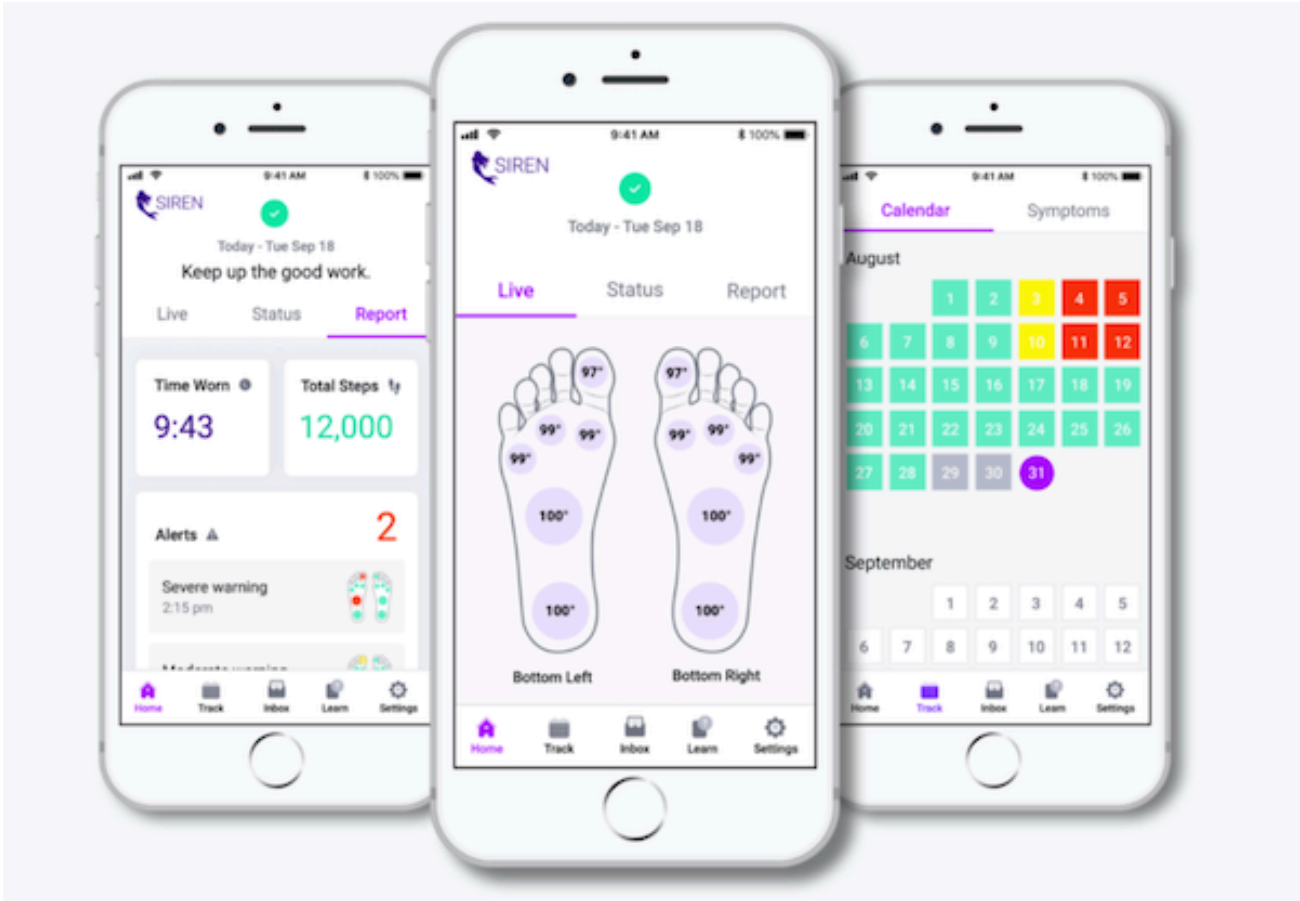 9:41 AM
100%
SIREN
Today - Tue Sep 18
Keep up the good work.
Live Status Report
Time Worn
9:43
Total Steps
12,000
Alerts
2
Severe warning
2:15 pm
Moderate warning
Home Track Inbox Learn Settings
9:41 AM
100%
SIREN
Today - Tue Sep 18
Live Status Report
97° 97°
99° 99° 99° 99°
99° 99°
100° 100°
100° 100°
Bottom Left Bottom Right
Home Track Inbox Learn Settings
9:41 AM
100%
Calendar Symptoms
August
1 2 3 4 5
6 7 8 9 10 11 12
13 14 15 16 17 18 19
20 21 22 23 24 25 26
27 28 29 30 31
September
1 2 3 4 5
6 7 8 9 10 11 12
Home Track Inbox Learn Settings